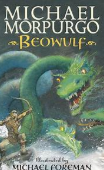 MICHAEL
MORPURGO
BEOWULF
Illustrated by
MICHAEL FOREMAN